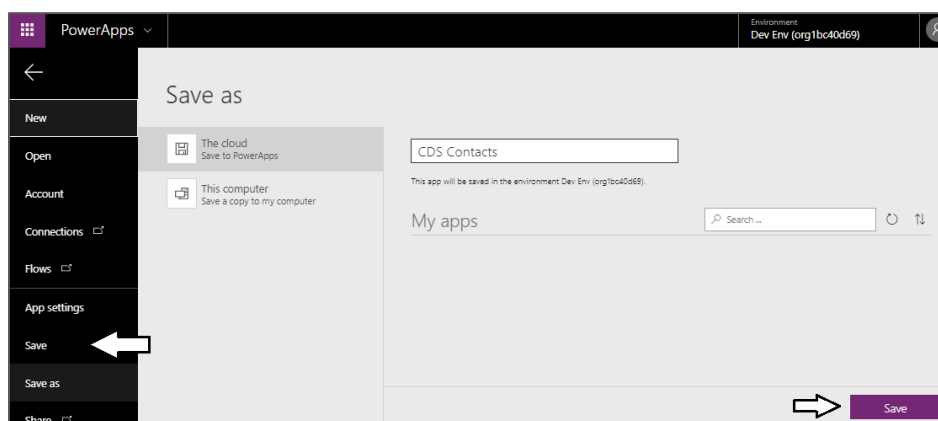 PowerApps
Environment
Dev Env (org1bc40d69)
New
Open
Account
Connections
Flows
App settings
Save
Save as
Share
Save as
The cloud
Save to PowerApps
This computer
Save a copy to my computer
CDS Contacts
This app will be saved in the environment Dev Env (org1bc40d69).
My apps
Search ...
Save